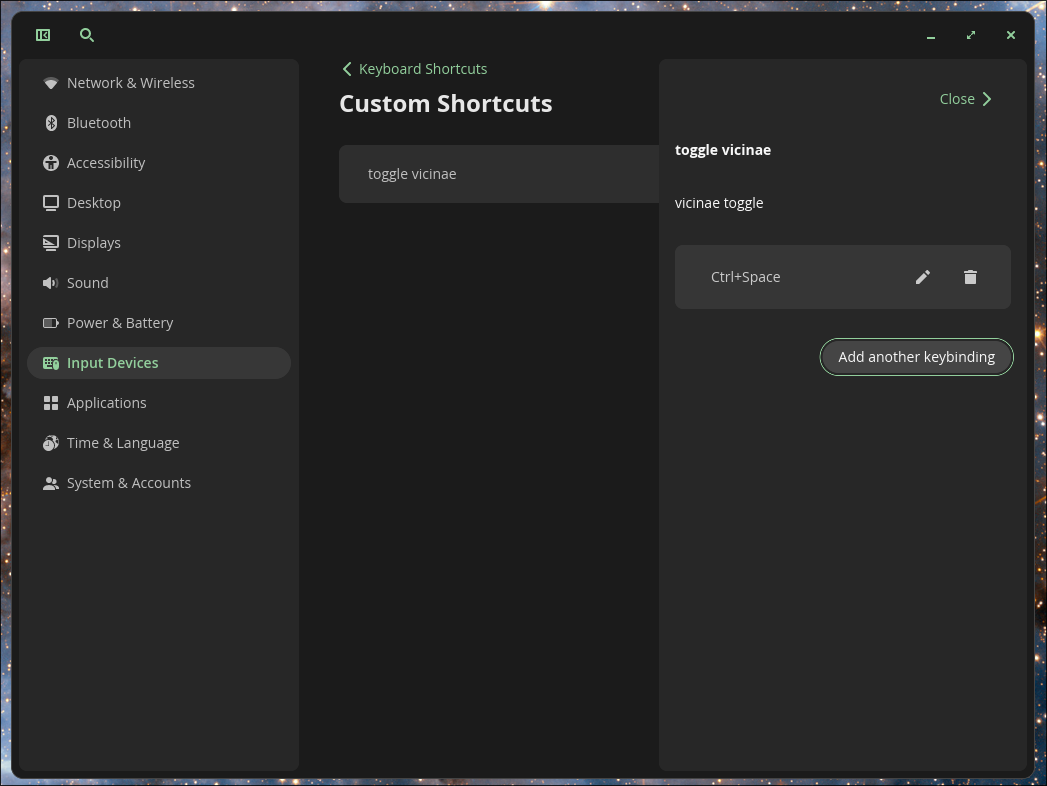 Network & Wireless
Bluetooth
Accessibility
Desktop
Displays
Sound
Power & Battery
Input Devices
Applications
Time & Language
System & Accounts
Keyboard Shortcuts
Custom Shortcuts
toggle vicinae
Close
toggle vicinae
vicinae toggle
Ctrl+Space
Add another keybinding